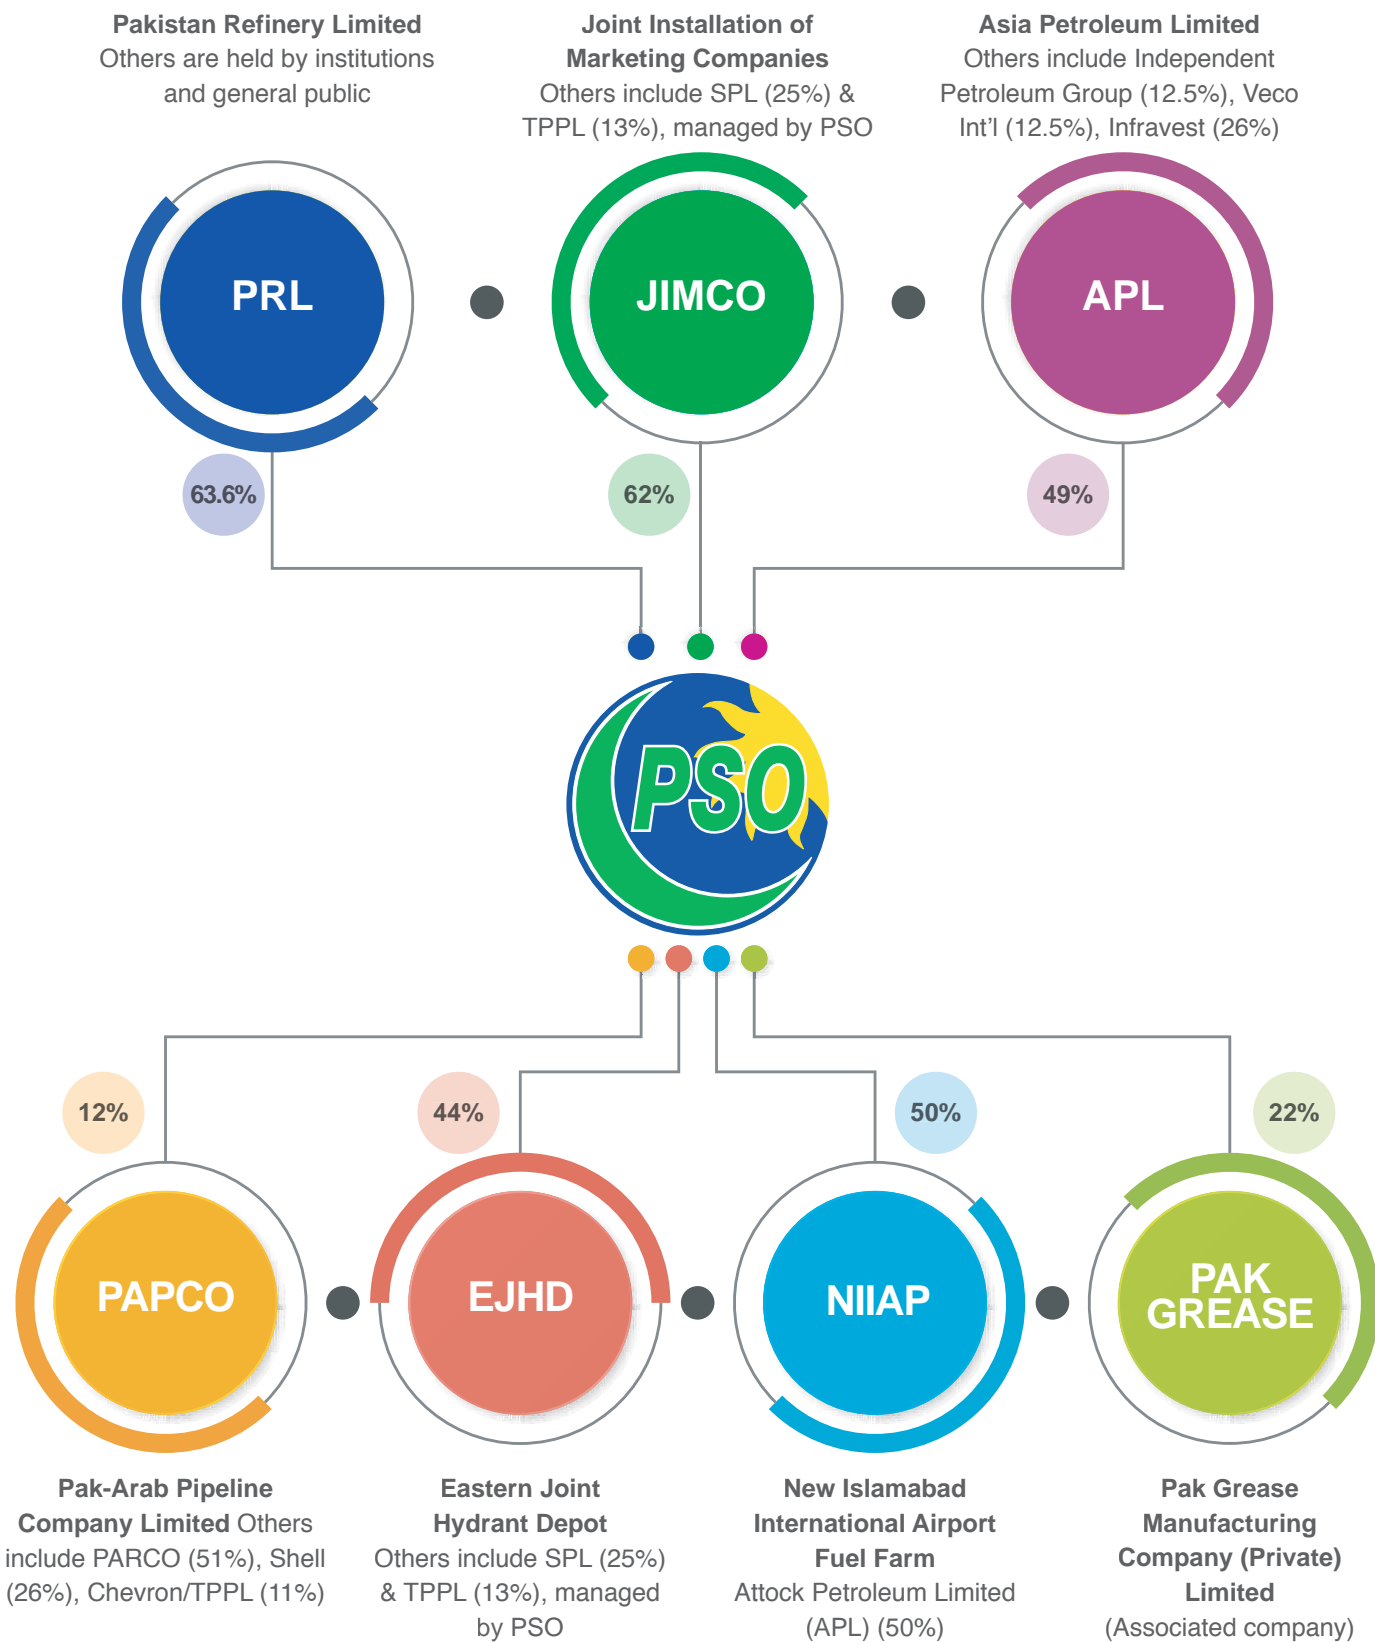 Pakistan Refinery Limited
Others are held by institutions
and general public
Joint Installation of
Marketing Companies
Others include SPL (25%) &
TPPL (13%), managed by PSO
Asia Petroleum Limited
Others include Independent
Petroleum Group (12.5%), Veco
Int'l (12.5%), Infravest (26%)
PRL
JIMCO
APL
63.6%
62%
49%
PSO
12%
44%
50%
22%
PAPCO
EJHD
NIIAP
PAK
GREASE
Pak-Arab Pipeline
Company Limited Others
include PARCO (51%), Shell
(26%), Chevron/TPPL (11%)
Eastern Joint
Hydrant Depot
Others include SPL (25%)
& TPPL (13%), managed
by PSO
New Islamabad
International Airport
Fuel Farm
Attock Petroleum Limited
(APL) (50%)
Pak Grease
Manufacturing
Company (Private)
Limited
(Associated company)